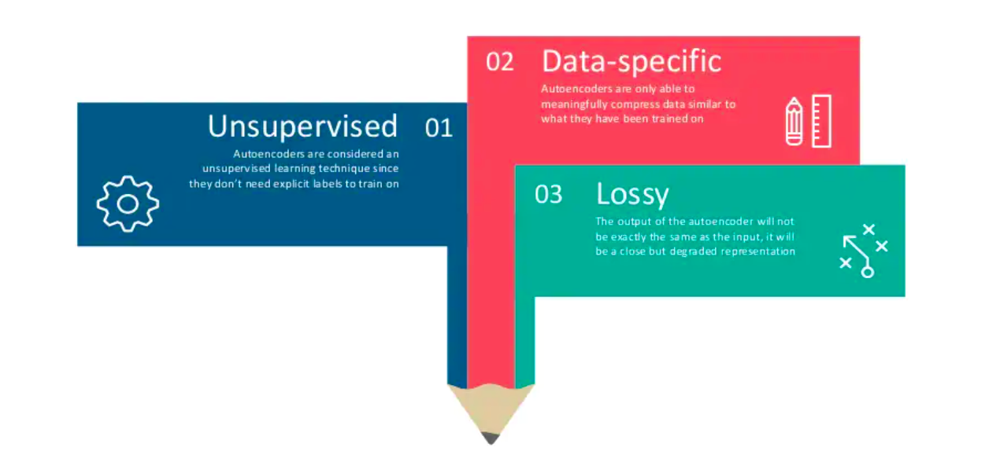 01
Unsupervised
Autoencoders are considered an
unsupervised learning technique since
they don't need explicit labels to train on
02
Data-specific
Autoencoders are only able to
meaningfully compress data similar to
what they have been trained on
03
Lossy
The output of the autoencoder will not
be exactly the same as the input, it will
be a close but degraded representation